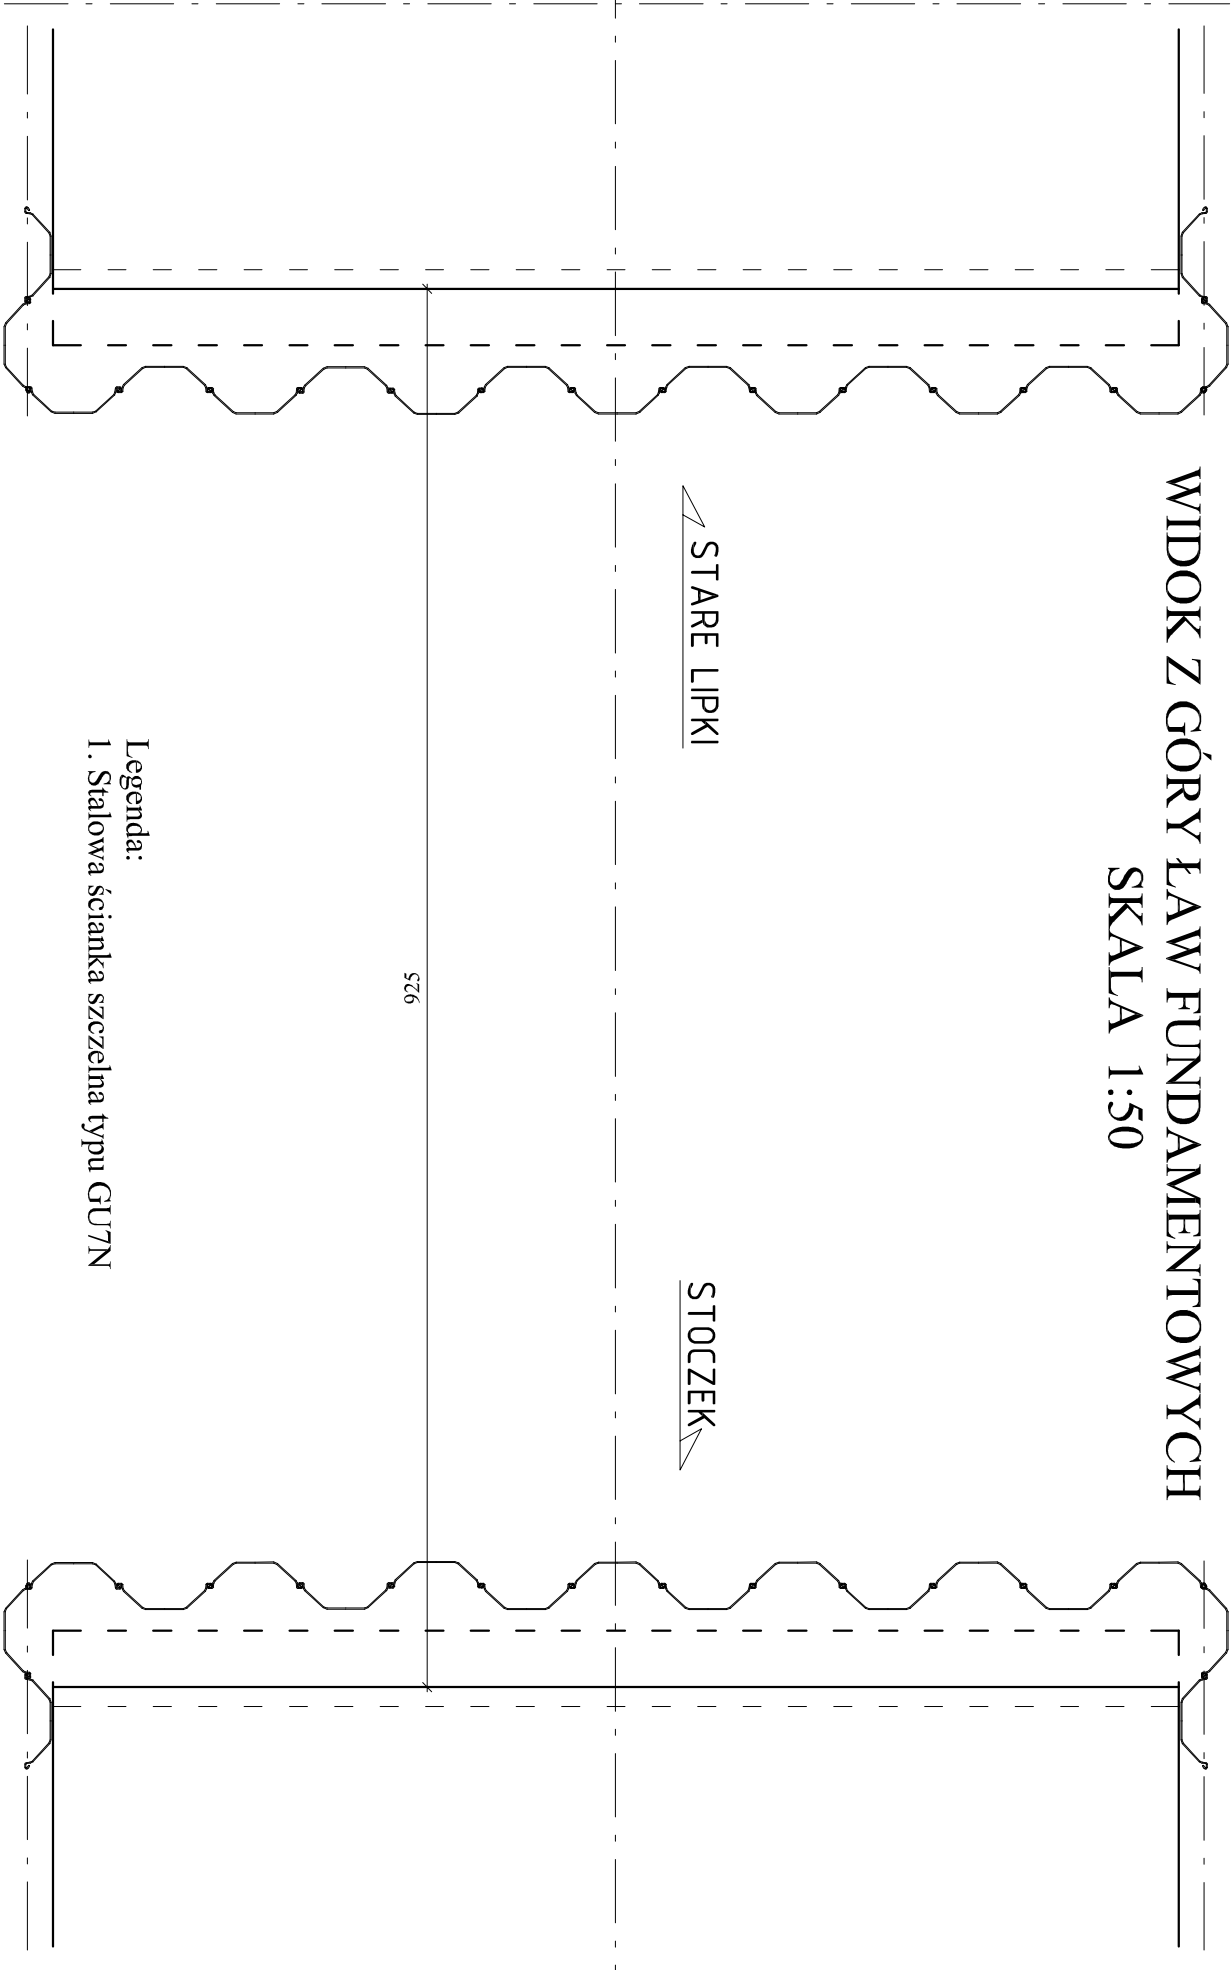 WIDOK Z GÓRY ŁAW FUNDAMENTOWYCH
SKALA 1:50
STARE LIPKI
STOCZEK
925
Legenda:
1. Stalowa ścianka szczelna typu GU7N